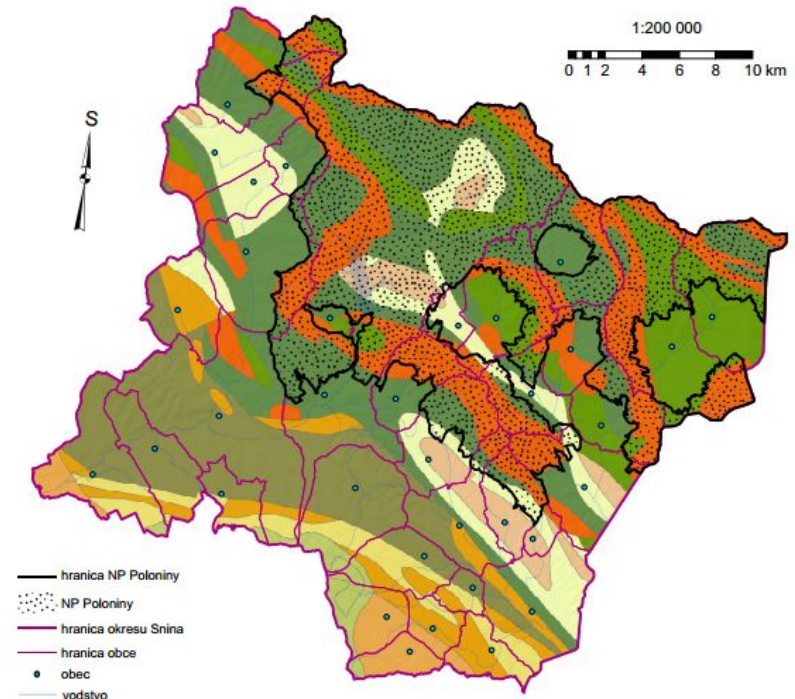 1:200 000
0 1 2 4 6 8 10 km
S
hranica NP Poloniny
NP Poloniny
hranica okresu Snina
hranica obce
obec
vodstvo